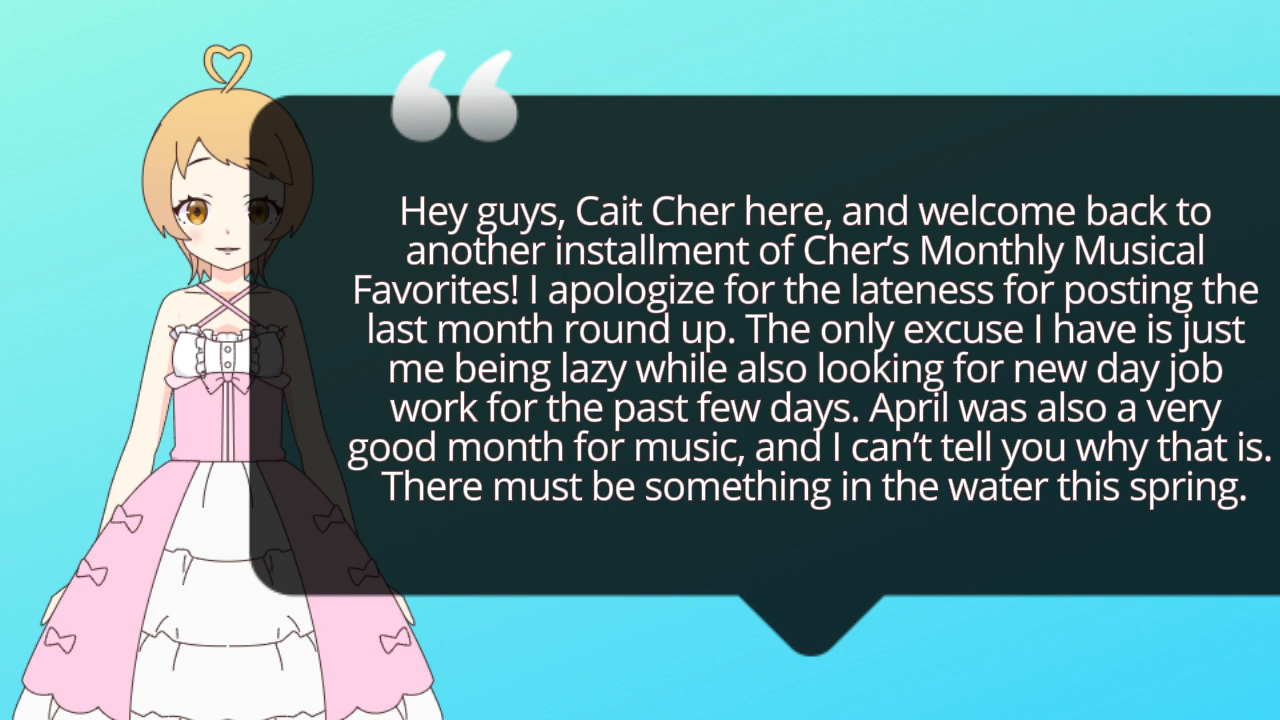 Hey guys, Cait Cher here, and welcome back to
another installment of Cher’s Monthly Musical
Favorites! I apologize for the lateness for posting the
last month round up. The only excuse I have is just
me being lazy while also looking for new day job
work for the past few days. April was also a very
good month for music, and I can’t tell you why that is.
There must be something in the water this spring.